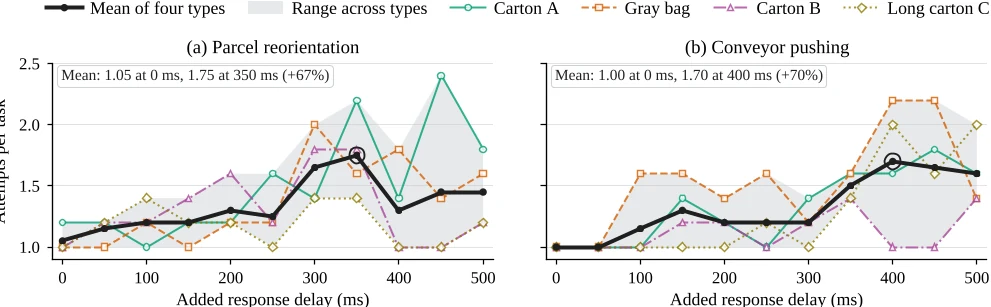 Mean of four types Range across types Carton A Gray bag Carton B Long carton C
(a) Parcel reorientation
Mean: 1.05 at 0 ms, 1.75 at 350 ms (+67%)
2.5
2.0
1.5
1.0
per task
0 100 200 300 400 500
Added response delay (ms)
(b) Conveyor pushing
Mean: 1.00 at 0 ms, 1.70 at 400 ms (+70%)
0 100 200 300 400 500
Added response delay (ms)